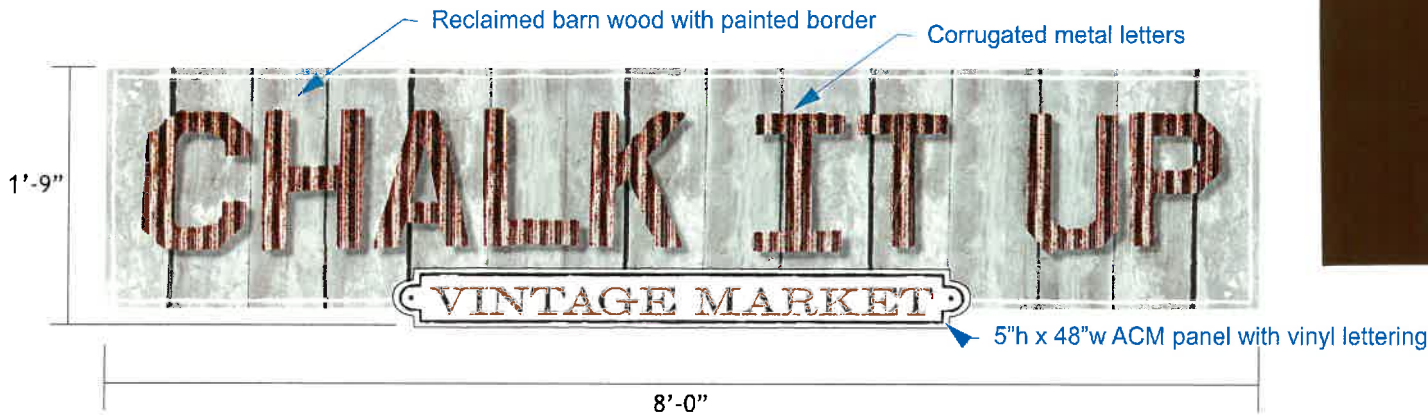 Reclaimed barn wood with painted border
Corrugated metal letters
CHALK IT UP
1'-9"
VINTAGE MARKET
5"h x 48"w ACM panel with vinyl lettering
8'-0"